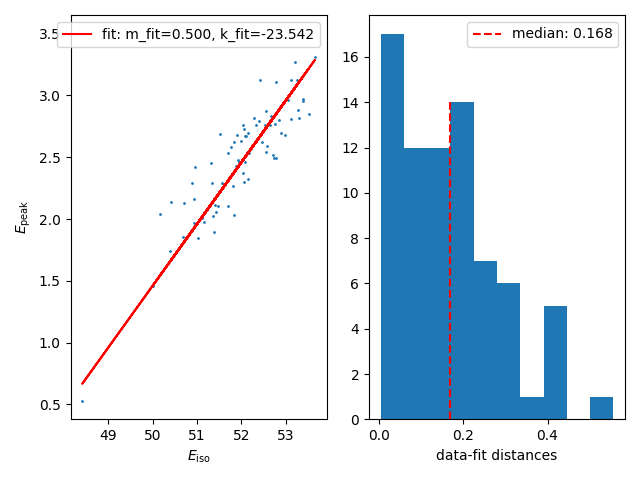 fit: m_fit=0.500, k_fit=-23.542
3.5
3.0
2.5
2.0
1.5
1.0
0.5
E_peak
49 50 51 52 53
E_iso
median: 0.168
16
14
12
10
8
6
4
2
0
0.0 0.2 0.4
data-fit distances